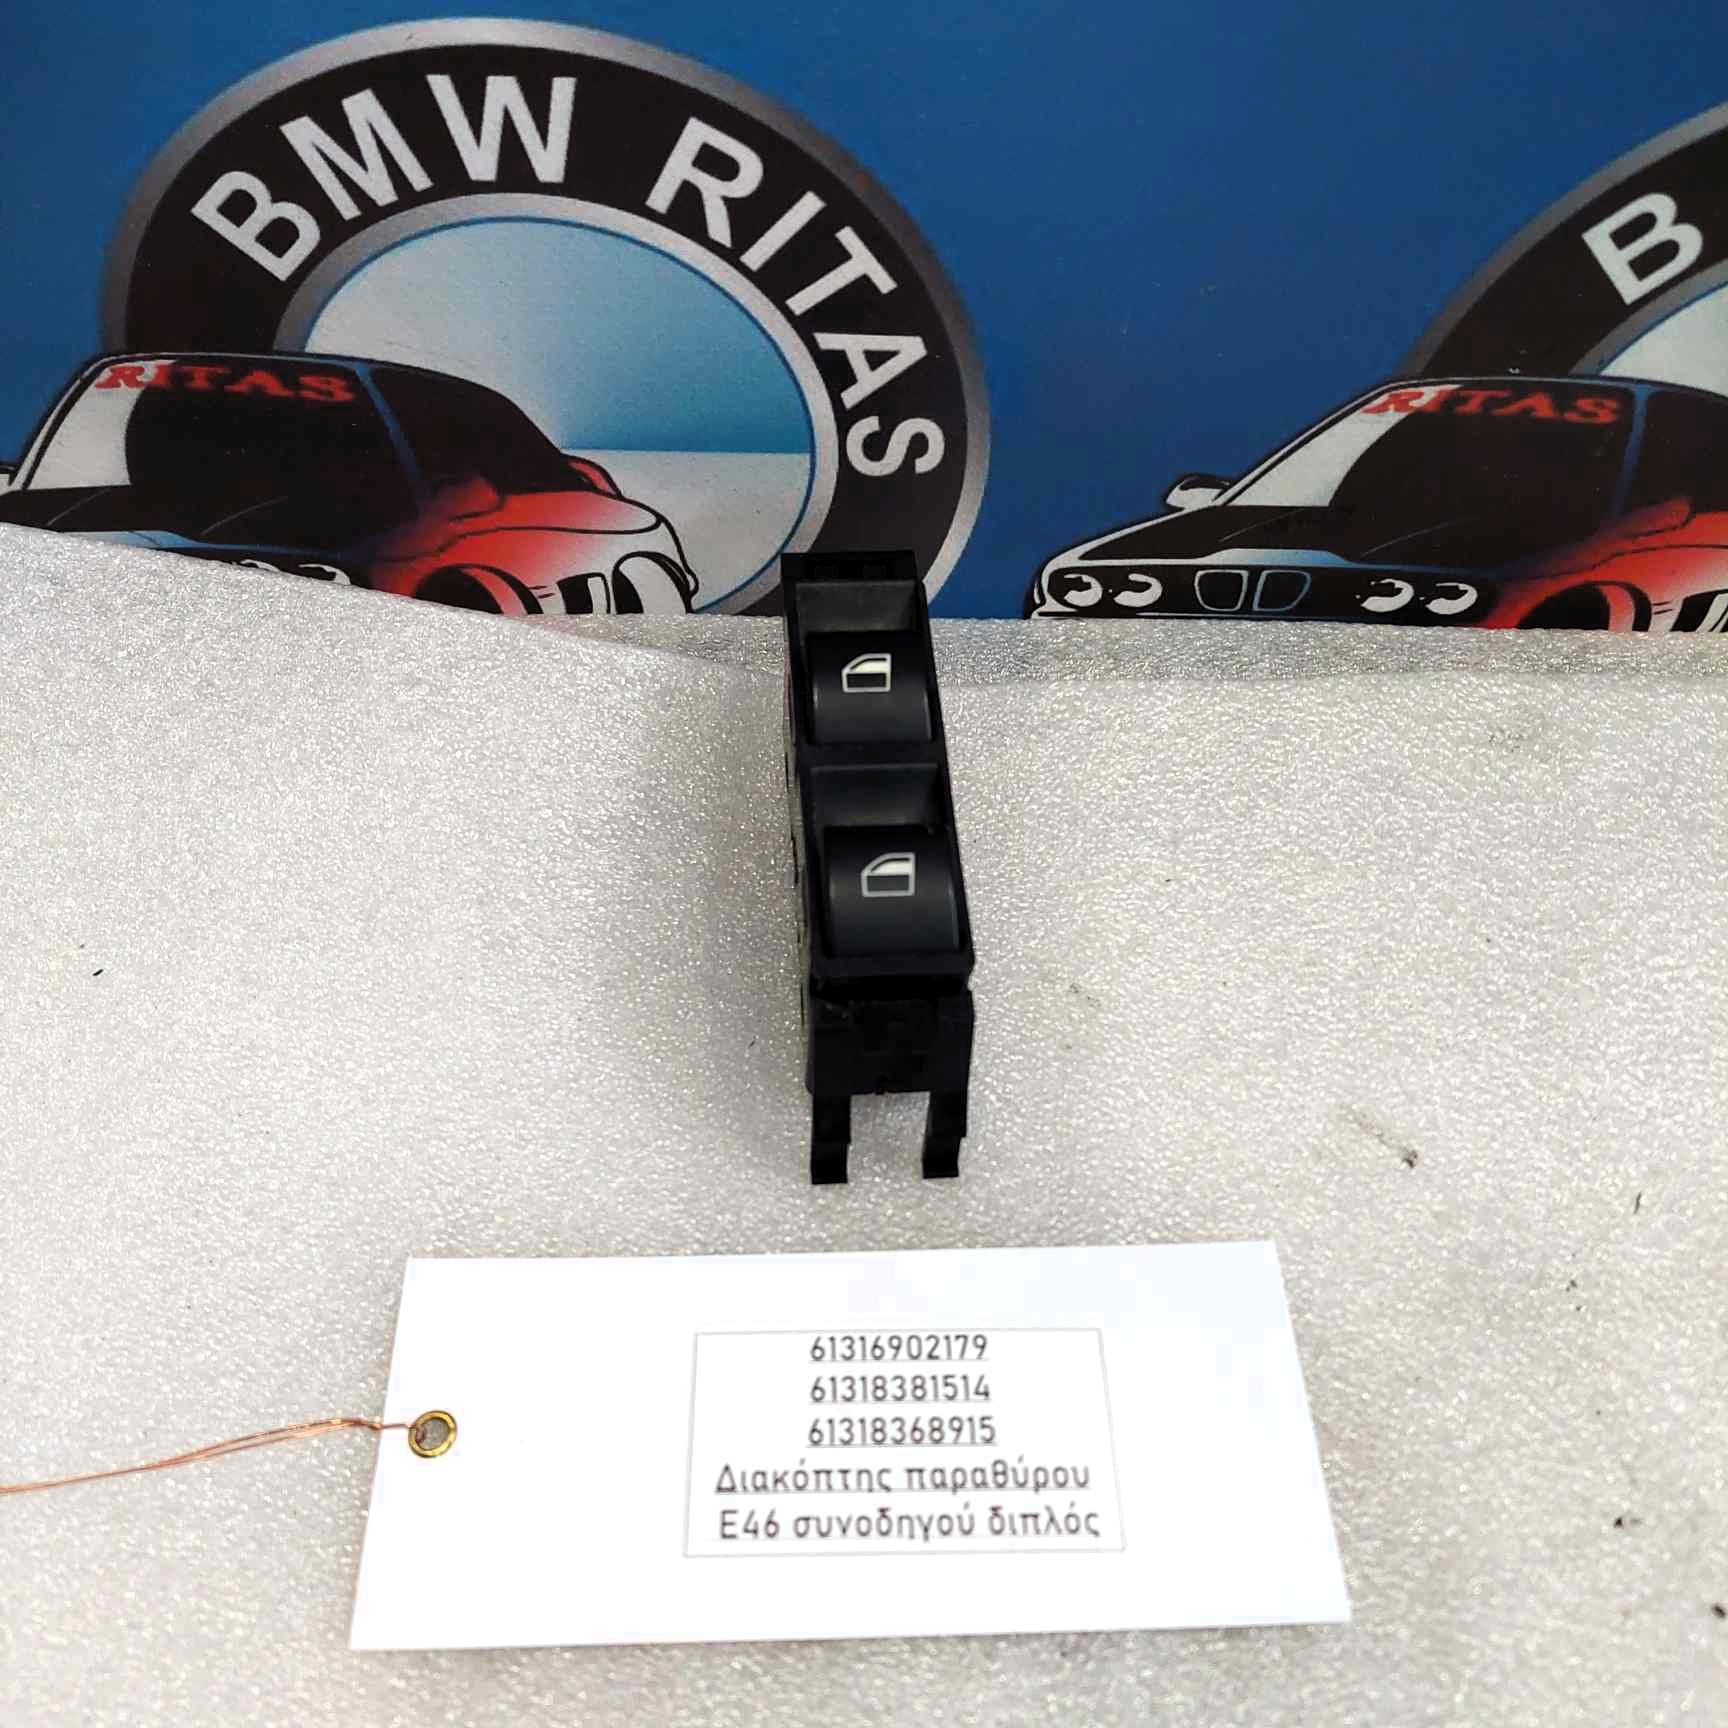 BMW RITAS
B
RITAS
RITAS
61316902179
61318381514
61318368915
Διακόπτης παραθύρου
E46 συνοδηγού διπλός